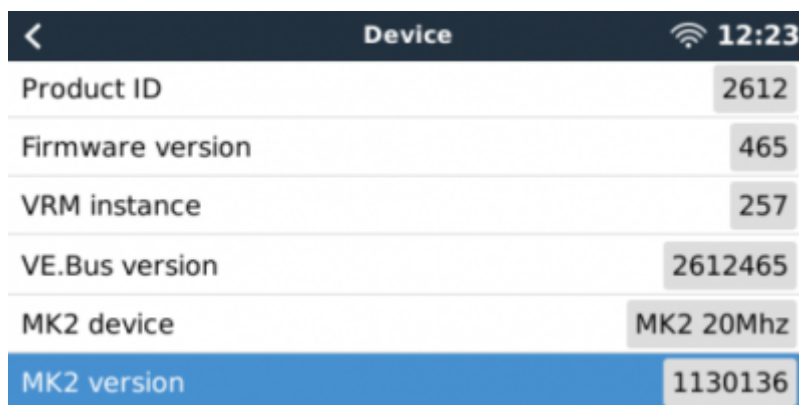 Device 12:23
Product ID 2612
Firmware version 465
VRM instance 257
VE.Bus version 2612465
MK2 device MK2 20Mhz
MK2 version 1130136